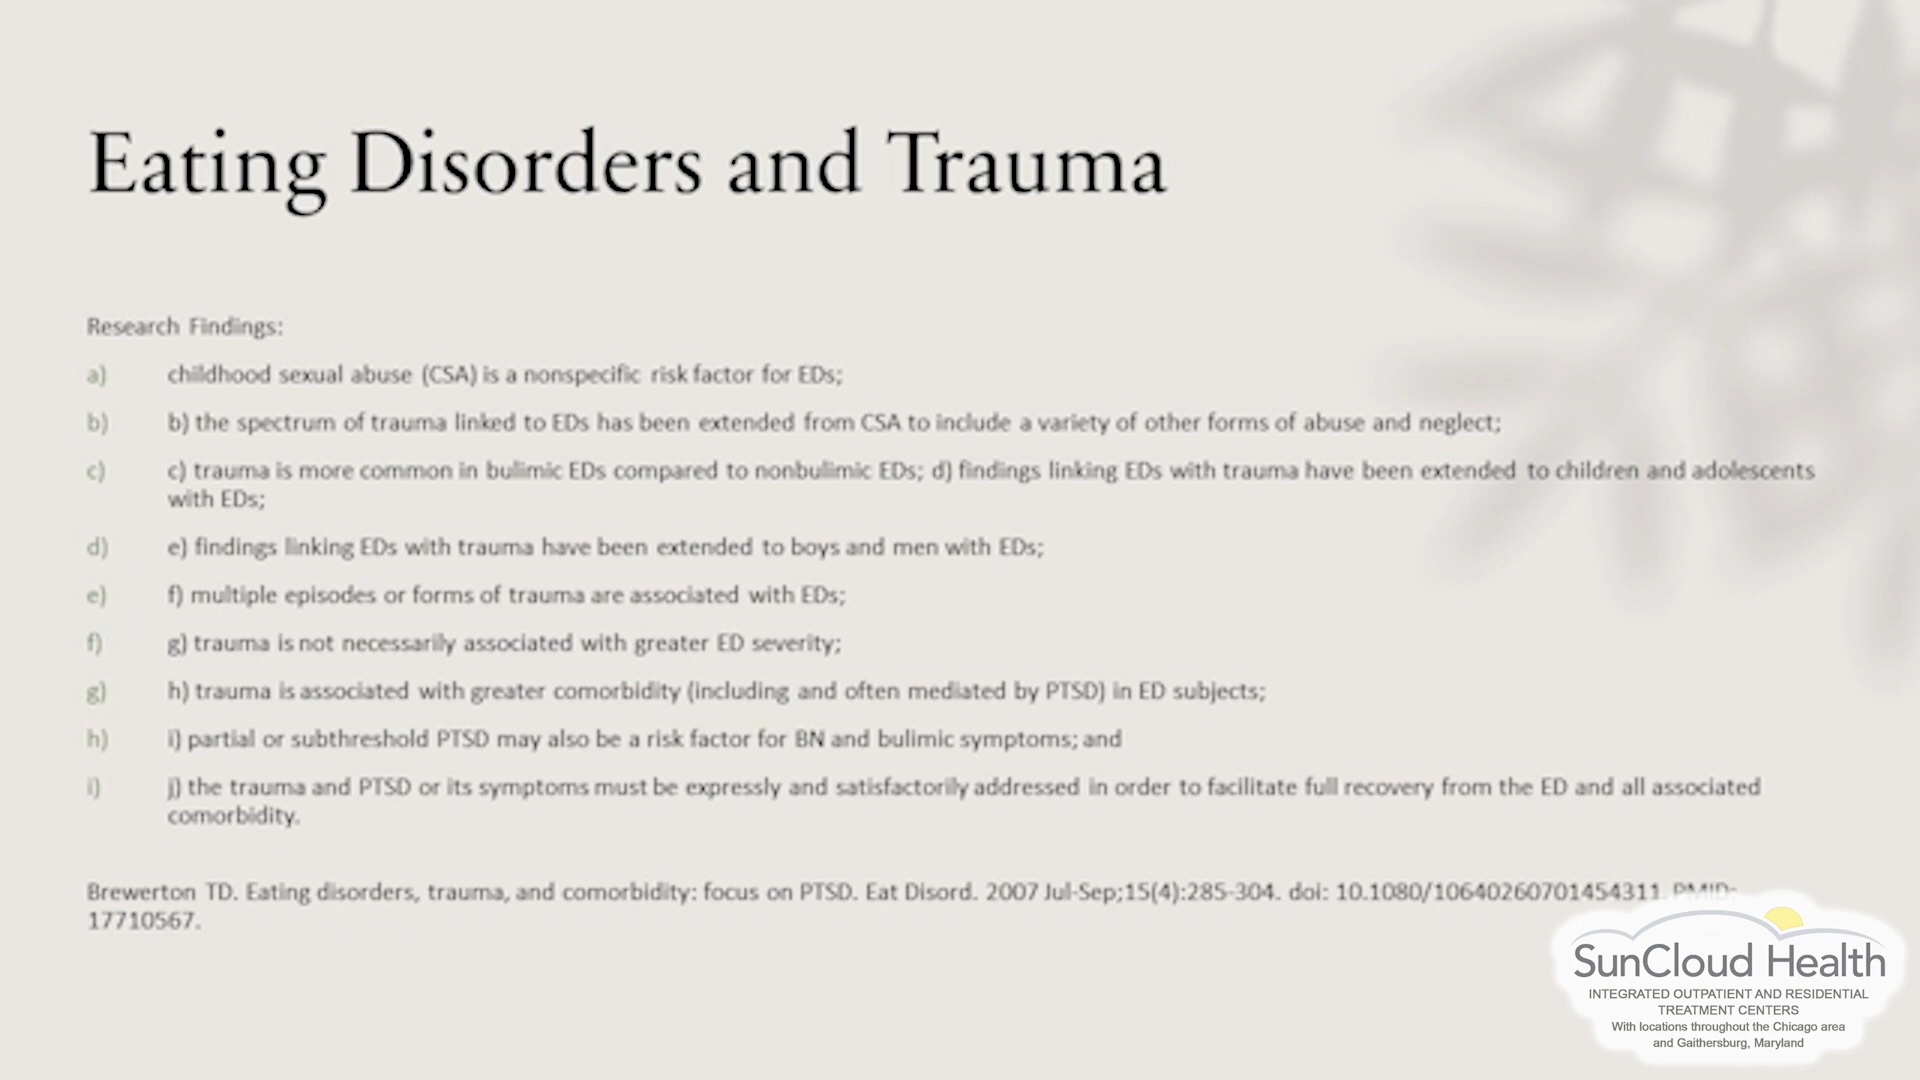 Eating Disorders and Trauma
Research Findings:
a) childhood sexual abuse (CSA) is a nonspecific risk factor for EDs;
b) b) the spectrum of trauma linked to EDs has been extended from CSA to include a variety of other forms of abuse and neglect;
c) c) trauma is more common in bulimic EDs compared to nonbulimic EDs; d) findings linking EDs with trauma have been extended to children and adolescents
with EDs;
d) e) findings linking EDs with trauma have been extended to boys and men with EDs;
e) f) multiple episodes or forms of trauma are associated with EDs;
f) g) trauma is not necessarily associated with greater ED severity;
g) h) trauma is associated with greater comorbidity (including and often mediated by PTSD) in ED subjects;
h) i) partial or subthreshold PTSD may also be a risk factor for BN and bulimic symptoms; and
i) j) the trauma and PTSD or its symptoms must be expressly and satisfactorily addressed in order to facilitate full recovery from the ED and all associated
comorbidity.
Brewerton TD. Eating disorders, trauma, and comorbidity: focus on PTSD. Eat Disord. 2007 Jul-Sep;15(4):285-304. doi: 10.1080/10640260701454311. PMID:
17710567.
SunCloud Health
INTEGRATED OUTPATIENT AND RESIDENTIAL
TREATMENT CENTERS
With locations throughout the Chicago area
and Gaithersburg, Maryland